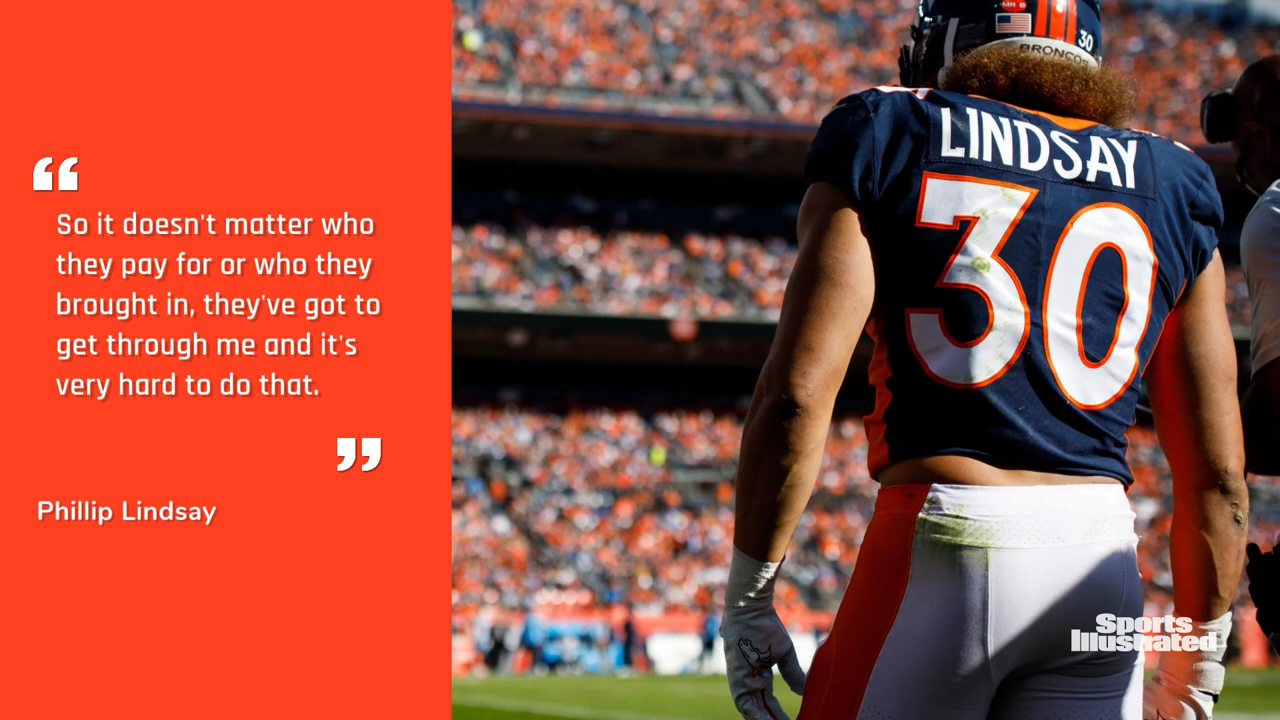 “
So it doesn't matter who
they pay for or who they
brought in, they've got to
get through me and it's
very hard to do that.
”
Phillip Lindsay
30
BRONCOS
LINDSAY
30
Sports
Illustrated